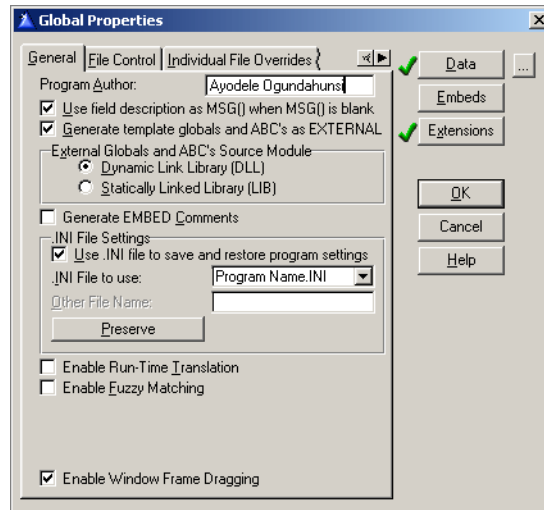 Global Properties
General File Control Individual File Overrides
Program Author: Ayodele Ogundahunsi
Use field description as MSG() when MSG() is blank
Generate template globals and ABC's as EXTERNAL
External Globals and ABC's Source Module
Dynamic Link Library (DLL)
Statically Linked Library (LIB)
Generate EMBED Comments
.INI File Settings
Use .INI file to save and restore program settings
.INI File to use: Program Name.INI
Other File Name:
Preserve
Enable Run-Time Translation
Enable Fuzzy Matching
Enable Window Frame Dragging
Data ...
Embeds
Extensions
OK
Cancel
Help